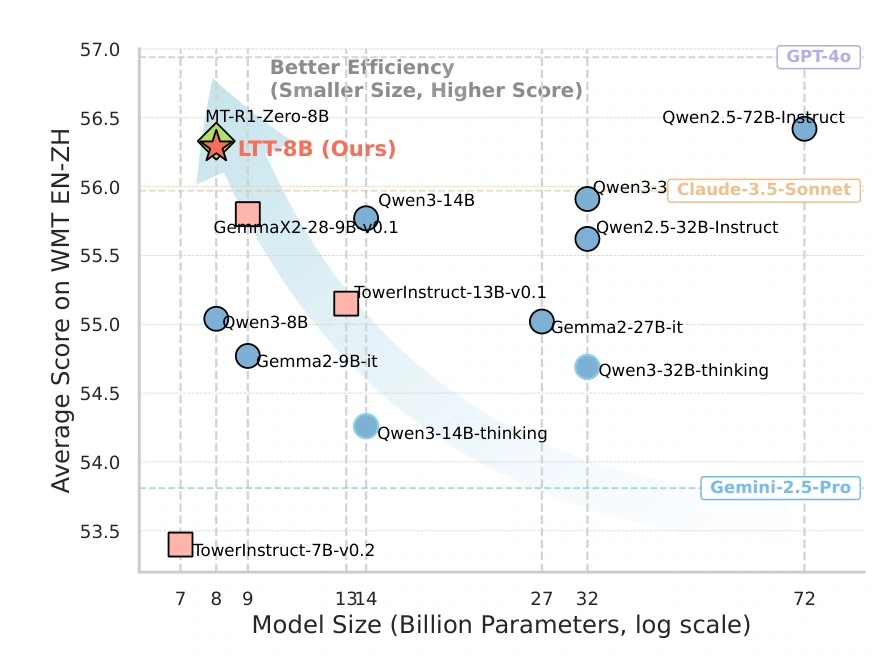 57.0
GPT-4o
Better Efficiency
(Smaller Size, Higher Score)
56.5
MT-R1-Zero-8B
Qwen2.5-72B-Instruct
LTT-8B (Ours)
56.0
Qwen3-3
Claude-3.5-Sonnet
Qwen3-14B
GemmaX2-28-9B-v0.1
Qwen2.5-32B-Instruct
55.5
TowerInstruct-13B-v0.1
55.0
Qwen3-8B
Gemma2-27B-it
Gemma2-9B-it
Qwen3-32B-thinking
54.5
Qwen3-14B-thinking
54.0
Gemini-2.5-Pro
53.5
TowerInstruct-7B-v0.2
Average Score on WMT EN-ZH
7 8 9 13 14 27 32 72
Model Size (Billion Parameters, log scale)